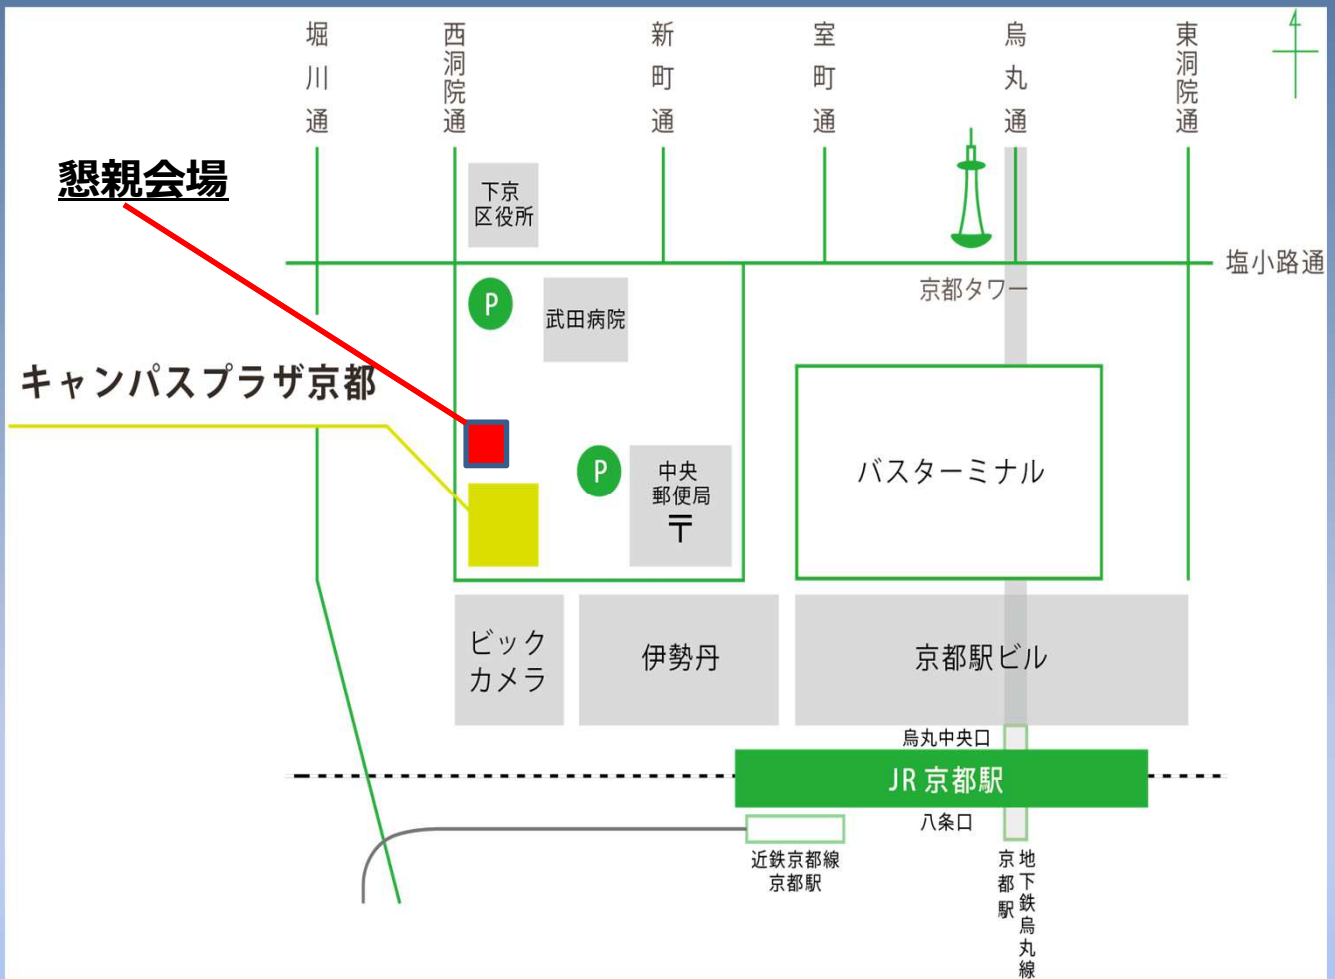 堀川通
西洞院通
新町通
室町通
烏丸通
東洞院通
懇親会場
下京
区役所
塩小路通
京都タワー
P
武田病院
キャンパスプラザ京都
P
中央
郵便局
〒
バスターミナル
ビック
カメラ
伊勢丹
京都駅ビル
烏丸中央口
JR 京都駅
八条口
近鉄京都線
京都駅
地下鉄烏丸線
京都駅